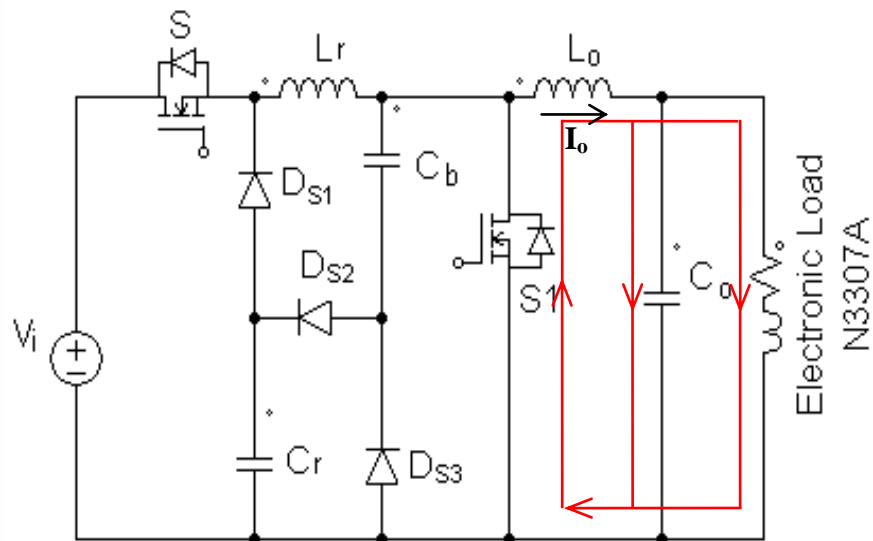 S
Lr
Lo
Io
Cb
DS1
DS2
S1
Co
Vi
Cr
DS3
Electronic Load
N3307A